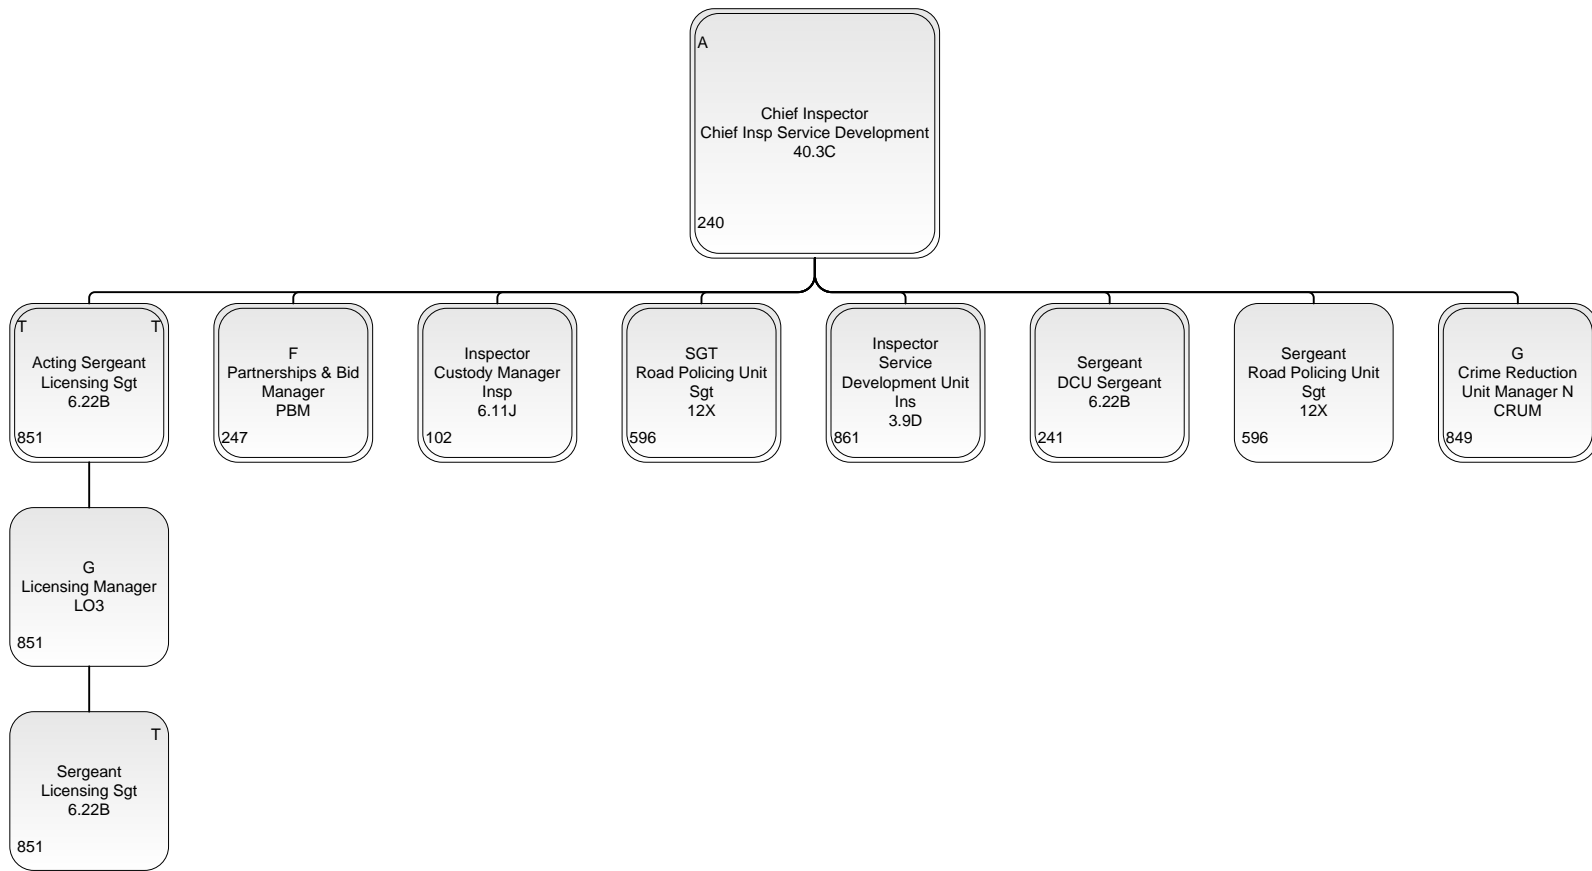 A
Chief Inspector
Chief Insp Service Development
40.3C
240
T T
Acting Sergeant
Licensing Sgt
6.22B
851
F
Partnerships & Bid
Manager
PBM
247
Inspector
Custody Manager
Insp
6.11J
102
SGT
Road Policing Unit
Sgt
12X
596
Inspector
Service
Development Unit
Ins
3.9D
861
Sergeant
DCU Sergeant
6.22B
241
Sergeant
Road Policing Unit
Sgt
12X
596
G
Crime Reduction
Unit Manager N
CRUM
849
G
Licensing Manager
LO3
851
T
Sergeant
Licensing Sgt
6.22B
851